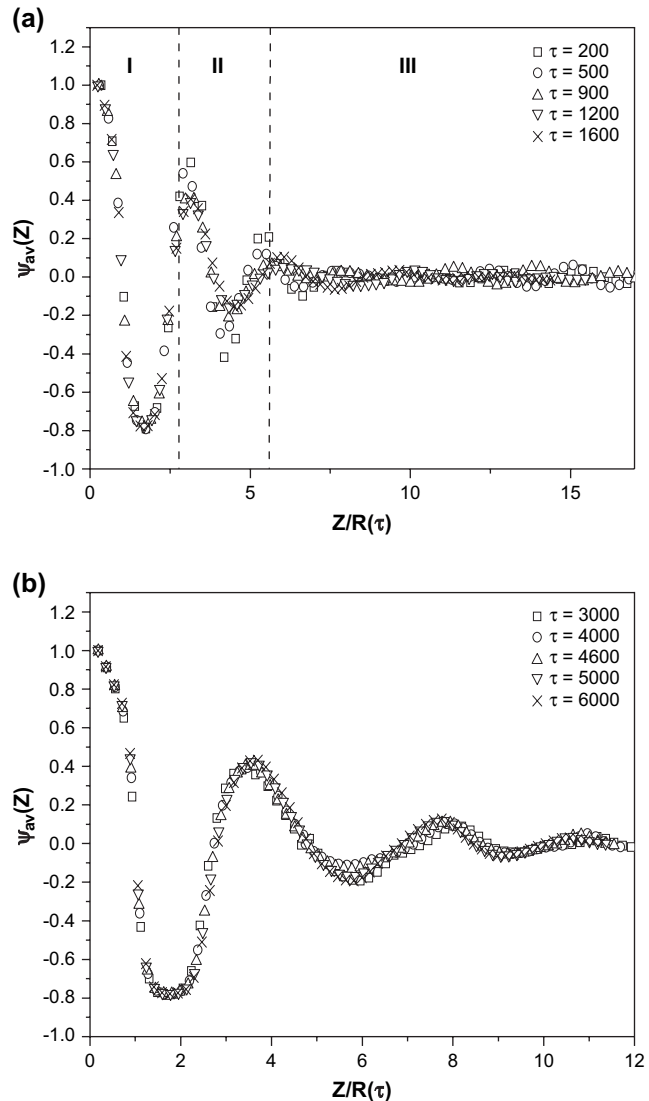 (a)
1.2
1.0
0.8
0.6
0.4
0.2
0.0
-0.2
-0.4
-0.6
-0.8
-1.0
ψav(Z)
I
II
III
τ = 200
τ = 500
τ = 900
τ = 1200
τ = 1600
0 5 10 15
Z/R(τ)
(b)
1.2
1.0
0.8
0.6
0.4
0.2
0.0
-0.2
-0.4
-0.6
-0.8
-1.0
ψav(Z)
τ = 3000
τ = 4000
τ = 4600
τ = 5000
τ = 6000
0 2 4 6 8 10 12
Z/R(τ)